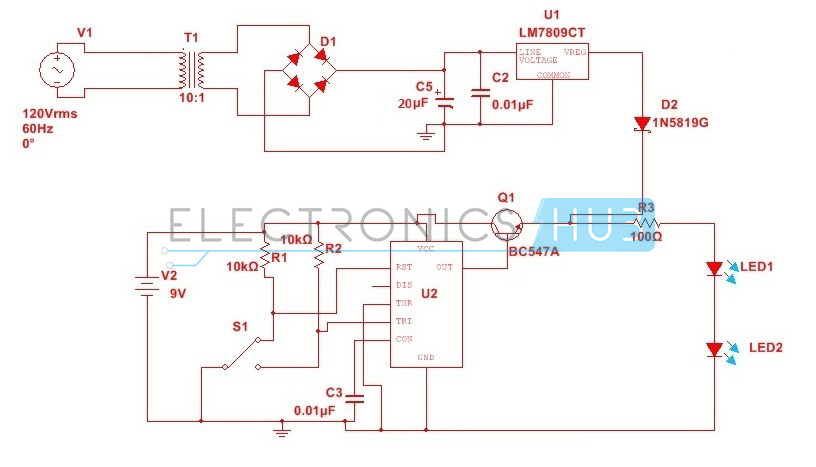 V1
120Vrms
60Hz
0°
T1
10:1
D1
C5
+
20µF
C2
0.01µF
U1
LM7809CT
LINE VREG
VOLTAGE
COMMON
D2
1N5819G
ELECTRONICS HUB
Q1
BC547A
R3
100Ω
10kΩ
R2
10kΩ
R1
V2
9V
S1
VCC
RST OUT
DIS
THR
TRI
CON
GND
U2
C3
0.01µF
LED1
LED2